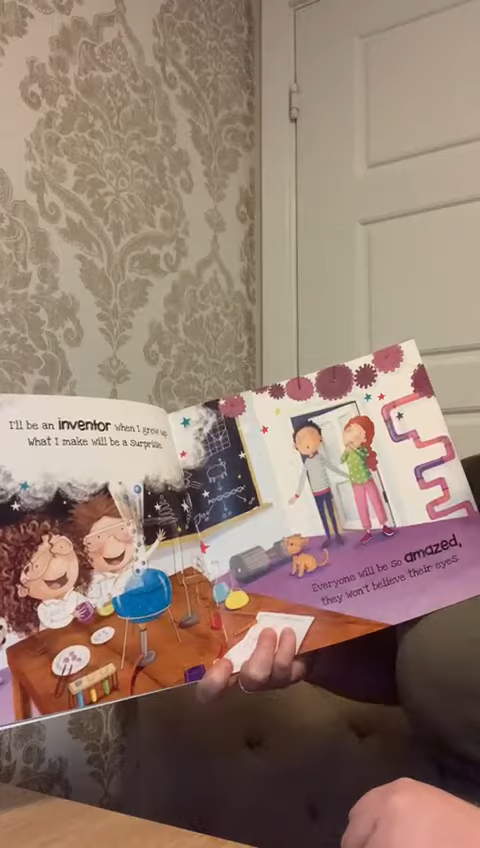 I'll be an inventor when I grow up
What I make will be a surprise.
Everyone will be so amazed,
they won't believe their eyes.